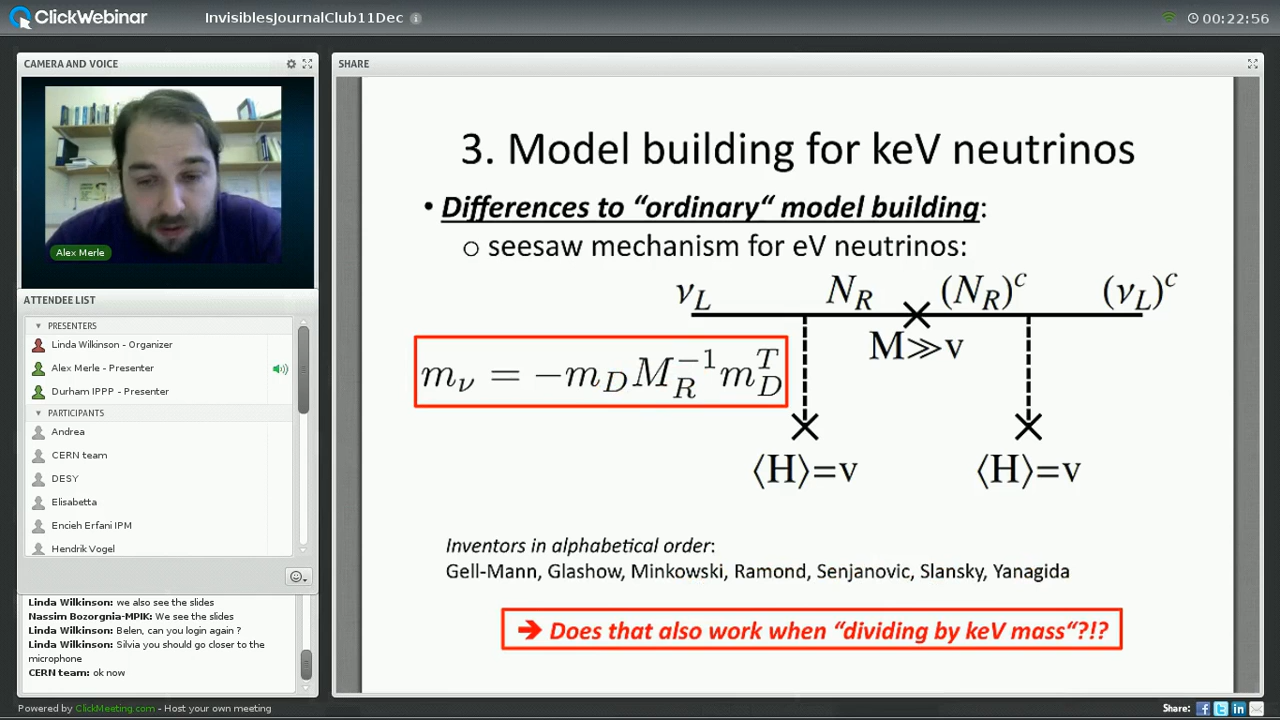 ClickWebinar
InvisiblesJournalClub11Dec
00:22:56
CAMERA AND VOICE
Alex Merle
ATTENDEE LIST
PRESENTERS
Linda Wilkinson - Organizer
Alex Merle - Presenter
Durham IPPP - Presenter
PARTICIPANTS
Andrea
CERN team
DESY
Elisabetta
Encieh Erfani IPM
Hendrik Vogel
Linda Wilkinson: we also see the slides
Nassim Bozorgnia-MPIK: We see the slides
Linda Wilkinson: Belen, can you login again ?
Linda Wilkinson: Silvia you should go closer to the
microphone
CERN team: ok now
SHARE
3. Model building for keV neutrinos
• Differences to “ordinary“ model building:
o seesaw mechanism for eV neutrinos:
ν_L N_R (N_R)^c (ν_L)^c
M≫v
m_ν = −m_D M_R^{−1} m_D^T
⟨H⟩=v ⟨H⟩=v
Inventors in alphabetical order:
Gell-Mann, Glashow, Minkowski, Ramond, Senjanovic, Slansky, Yanagida
➔ Does that also work when “dividing by keV mass“?!?
Powered by ClickMeeting.com - Host your own meeting
Share: